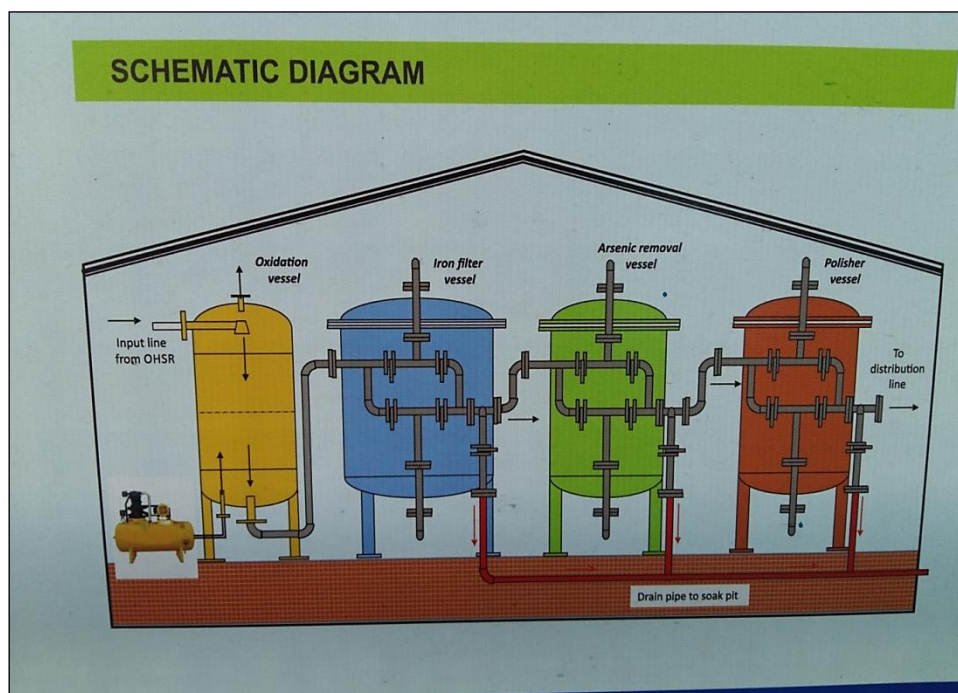 SCHEMATIC DIAGRAM
Oxidation
vessel
Iron filter
vessel
Arsenic removal
vessel
Polisher
vessel
Input line
from OHSR
To
distribution
line
Drain pipe to soak pit